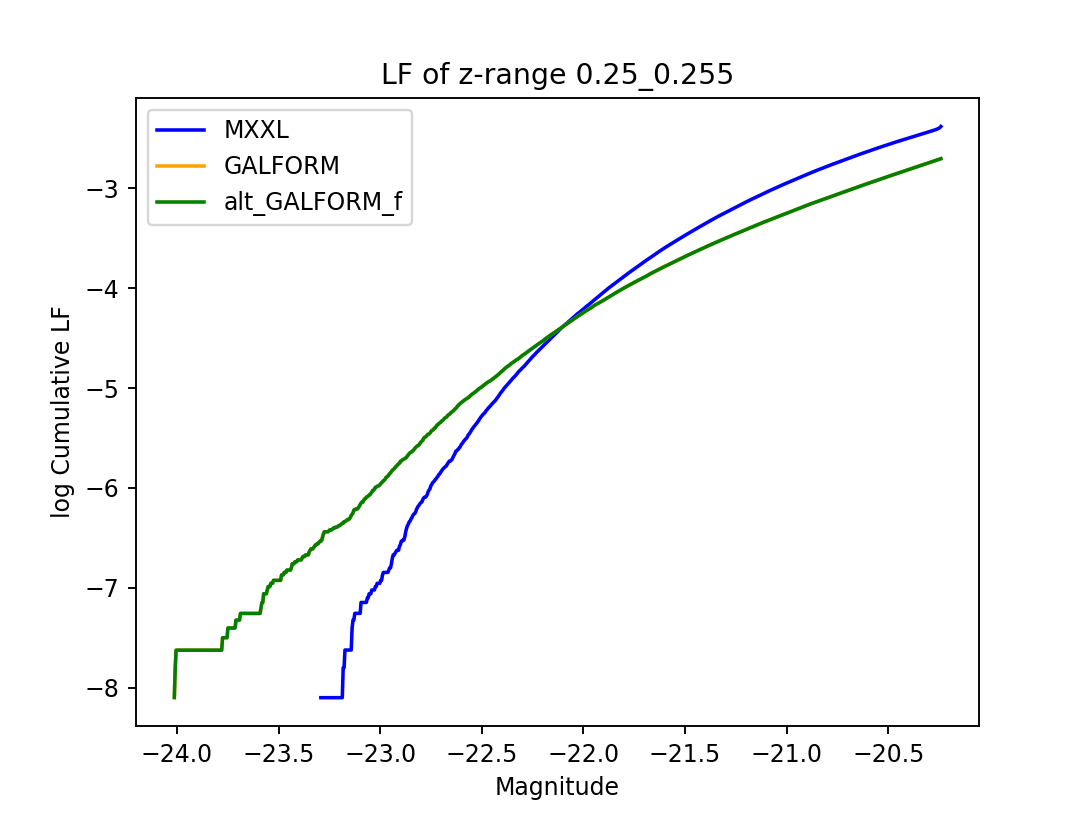 LF of z-range 0.25_0.255
MXXL
GALFORM
alt_GALFORM_f
log Cumulative LF
−3
−4
−5
−6
−7
−8
−24.0 −23.5 −23.0 −22.5 −22.0 −21.5 −21.0 −20.5
Magnitude